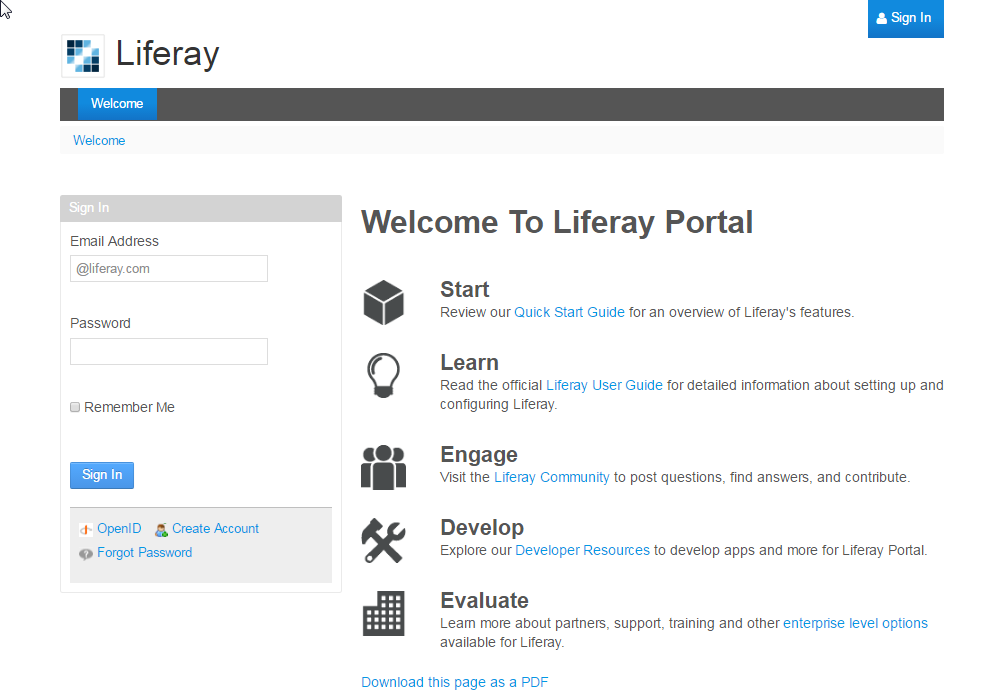 Sign In
Liferay
Welcome
Welcome
Sign In
Email Address
@liferay.com
Password
Remember Me
Sign In
OpenID Create Account
Forgot Password
Welcome To Liferay Portal
Start
Review our Quick Start Guide for an overview of Liferay's features.
Learn
Read the official Liferay User Guide for detailed information about setting up and
configuring Liferay.
Engage
Visit the Liferay Community to post questions, find answers, and contribute.
Develop
Explore our Developer Resources to develop apps and more for Liferay Portal.
Evaluate
Learn more about partners, support, training and other enterprise level options
available for Liferay.
Download this page as a PDF